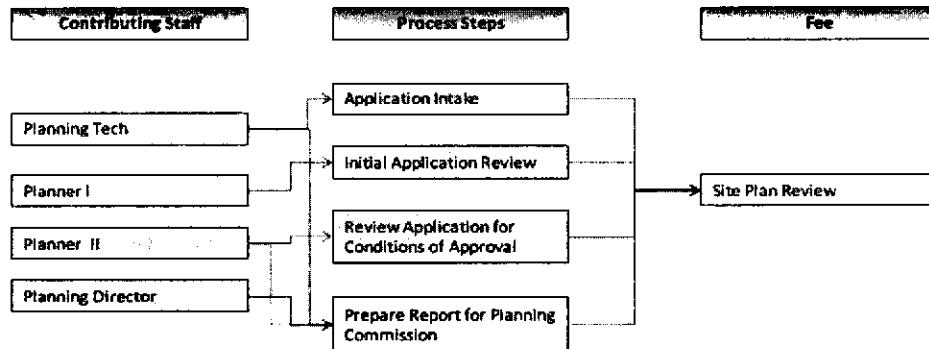 Contributing Staff
Process Steps
Fee
Planning Tech
Planner I
Planner II
Planning Director
Application Intake
Initial Application Review
Review Application for
Conditions of Approval
Prepare Report for Planning
Commission
Site Plan Review